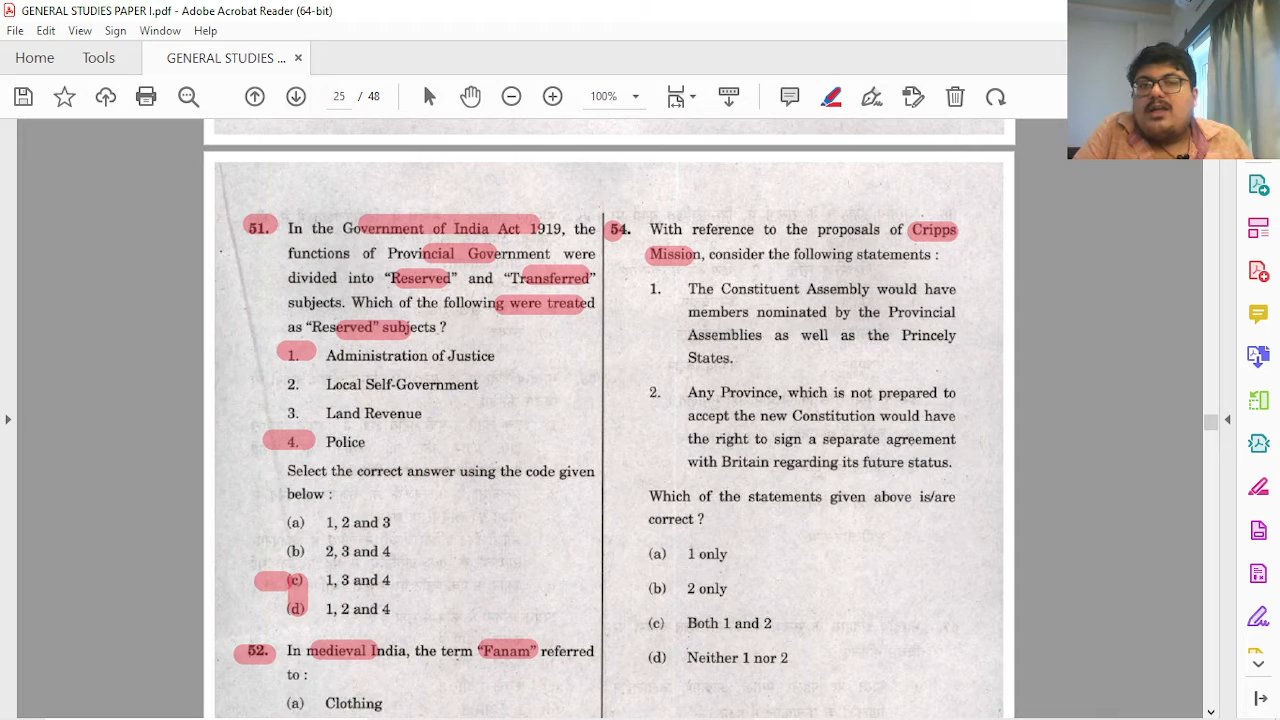 GENERAL STUDIES PAPER I.pdf - Adobe Acrobat Reader (64-bit)
File Edit View Sign Window Help
Home Tools GENERAL STUDIES ... ×
25 / 48 100%
51. In the Government of India Act 1919, the
functions of Provincial Government were
divided into “Reserved” and “Transferred”
subjects. Which of the following were treated
as “Reserved” subjects ?
1. Administration of Justice
2. Local Self-Government
3. Land Revenue
4. Police
Select the correct answer using the code given
below :
(a) 1, 2 and 3
(b) 2, 3 and 4
(c) 1, 3 and 4
(d) 1, 2 and 4
52. In medieval India, the term “Fanam” referred
to :
(a) Clothing
54. With reference to the proposals of Cripps
Mission, consider the following statements :
1. The Constituent Assembly would have
members nominated by the Provincial
Assemblies as well as the Princely
States.
2. Any Province, which is not prepared to
accept the new Constitution would have
the right to sign a separate agreement
with Britain regarding its future status.
Which of the statements given above is/are
correct ?
(a) 1 only
(b) 2 only
(c) Both 1 and 2
(d) Neither 1 nor 2